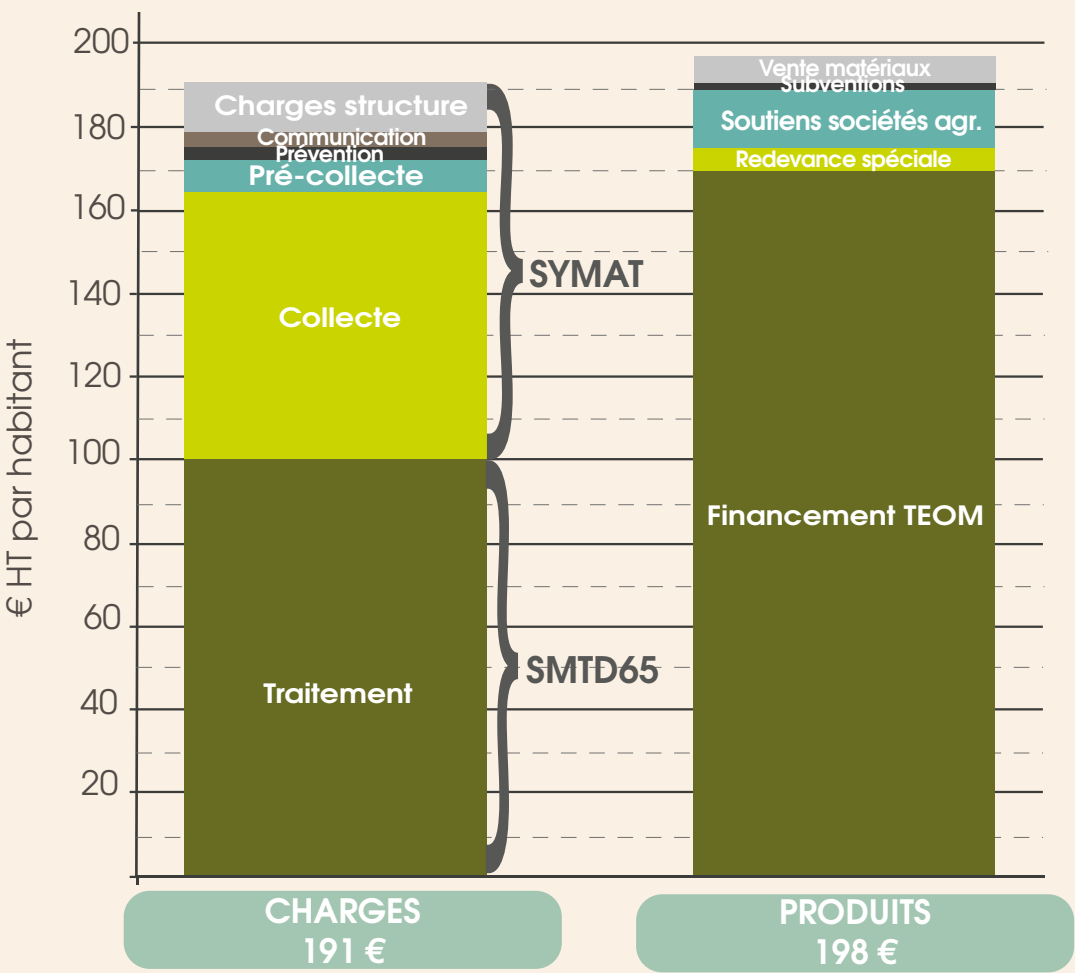 € HT par habitant
200
180
160
140
120
100
80
60
40
20
Charges structure
Communication
Prévention
Pré-collecte
Collecte
Traitement
SYMAT
SMTD65
Vente matériaux
Subventions
Soutiens sociétés agr.
Redevance spéciale
Financement TEOM
CHARGES
191 €
PRODUITS
198 €